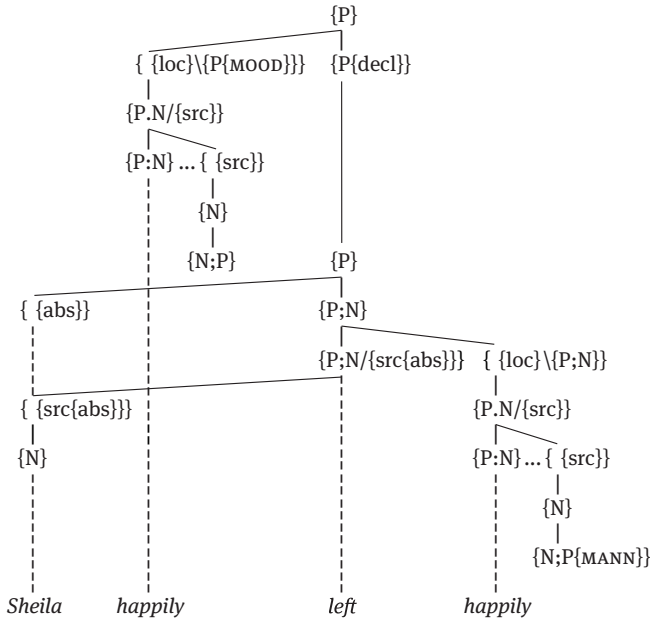 {P}
{ {loc}\{P{MOOD}}} {P{decl}}
{P.N/{src}}
{P:N} ... { {src}}
{N}
{N;P} {P}
{ {abs}} {P;N}
{P;N/{src{abs}}} { {loc}\{P;N}}
{ {src{abs}}} {P.N/{src}}
{N} {P:N} ... { {src}}
{N}
{N;P{MANN}}
Sheila happily left happily